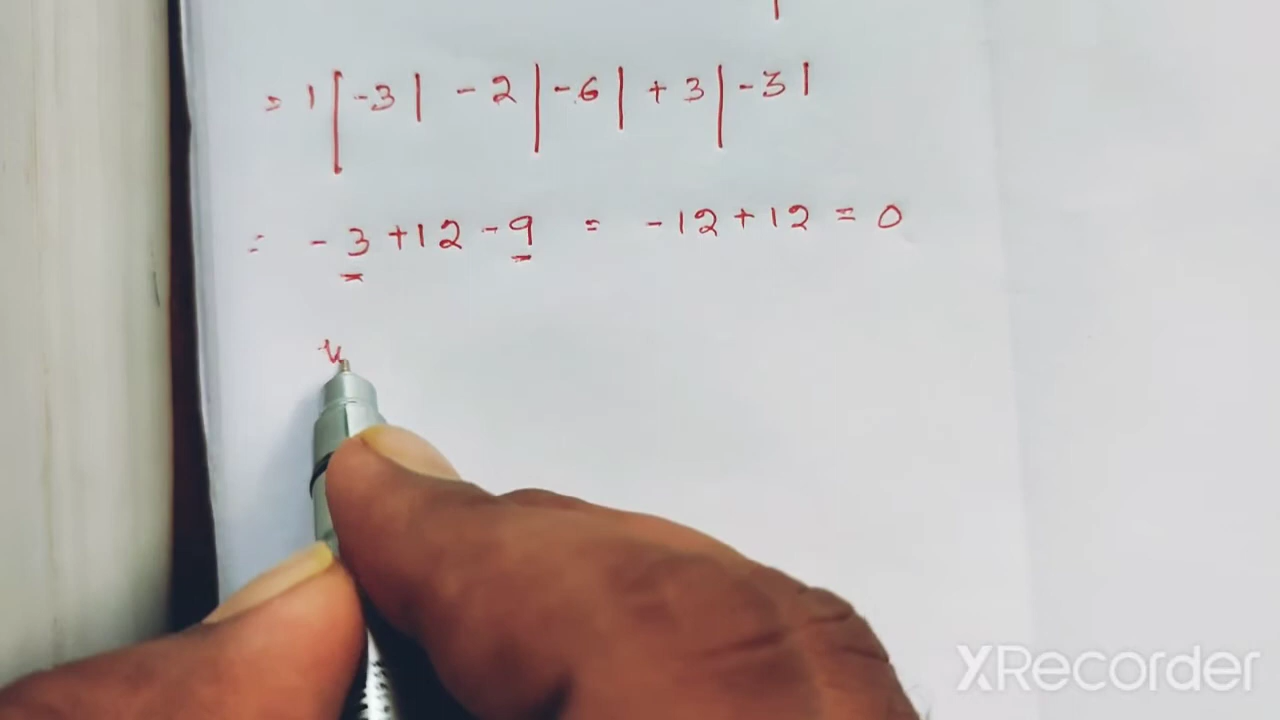 = 1 | -3 | - 2 | -6 | + 3 | -3 |
= - 3 + 12 - 9 = - 12 + 12 = 0
XRecorder